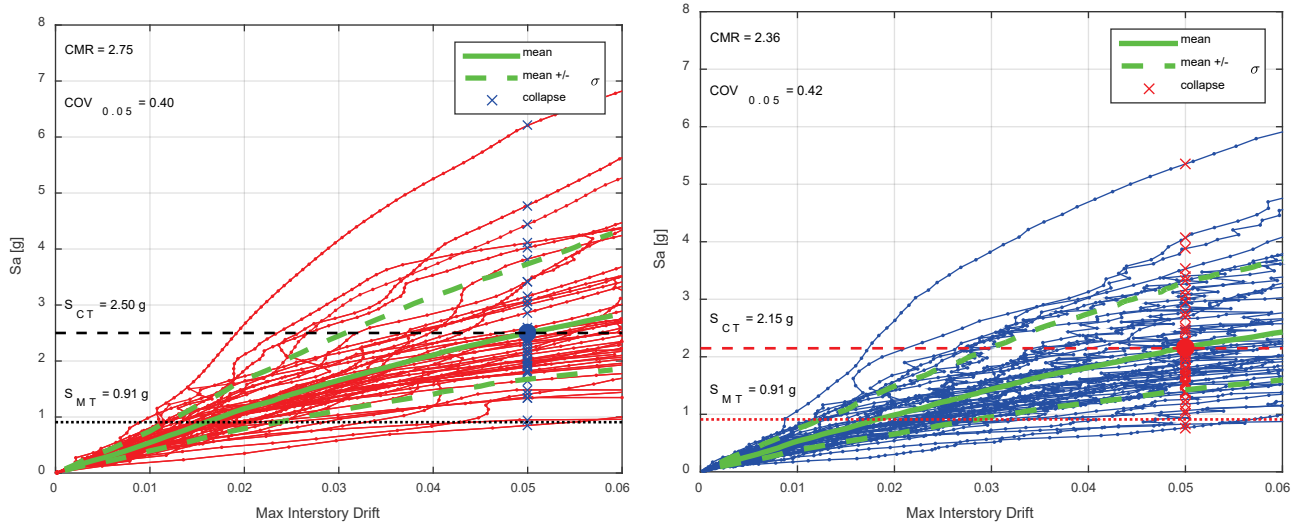 8
7
6
5
4
3
2
1
0
Sa [g]
CMR = 2.75
COV 0.05 = 0.40
S CT = 2.50 g
S MT = 0.91 g
mean
mean +/- σ
collapse
0 0.01 0.02 0.03 0.04 0.05 0.06
Max Interstory Drift
8
7
6
5
4
3
2
1
0
Sa [g]
CMR = 2.36
COV 0.05 = 0.42
S CT = 2.15 g
S MT = 0.91 g
mean
mean +/- σ
collapse
0 0.01 0.02 0.03 0.04 0.05 0.06
Max Interstory Drift